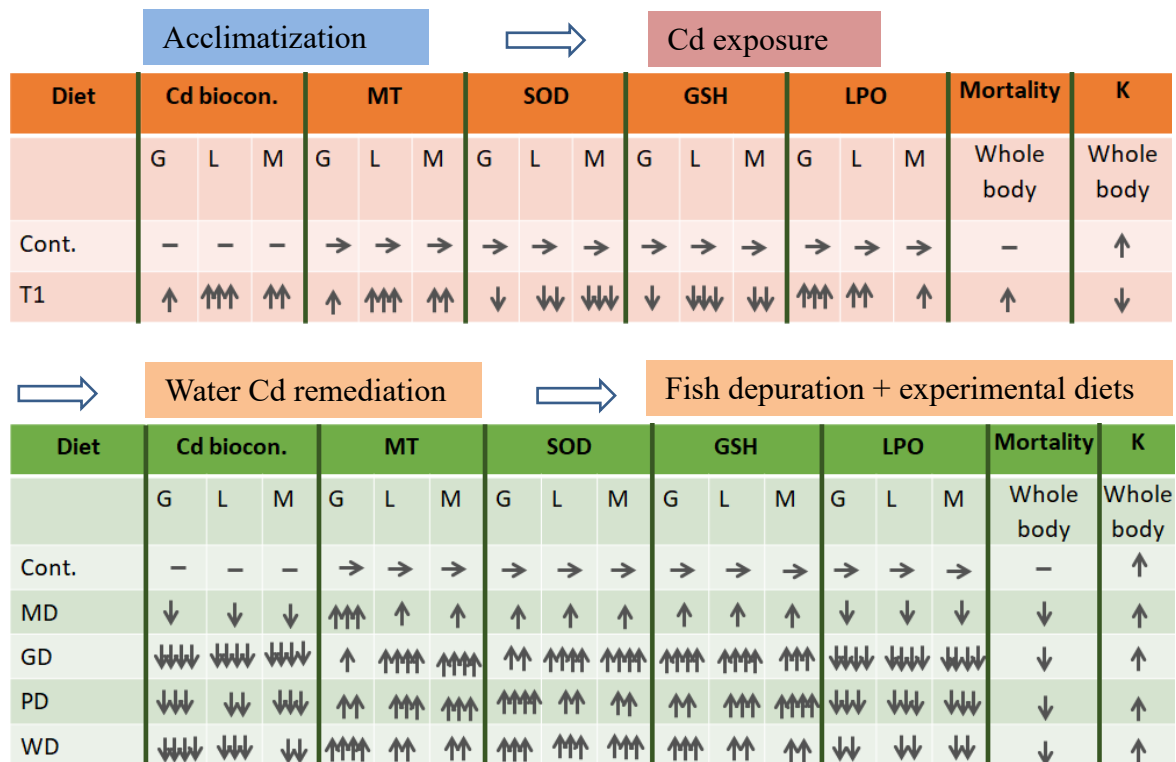 Acclimatization Cd exposure
Diet Cd biocon. MT SOD GSH LPO Mortality K
G L M G L M G L M G L M G L M Whole body Whole body
Cont. – – – → → → → → → → → → → → → – ↑
T1 ↑ ↑↑↑ ↑↑ ↑ ↑↑↑ ↑↑ ↓ ↓↓ ↓↓↓ ↓ ↓↓↓ ↓↓ ↑↑↑ ↑↑ ↑ ↑ ↓
Water Cd remediation Fish depuration + experimental diets
Diet Cd biocon. MT SOD GSH LPO Mortality K
G L M G L M G L M G L M G L M Whole body Whole body
Cont. – – – → → → → → → → → → → → → – ↑
MD ↓ ↓ ↓ ↑↑↑ ↑ ↑ ↑ ↑ ↑ ↑ ↑ ↑ ↓ ↓ ↓ ↓ ↑
GD ↓↓↓↓ ↓↓↓↓ ↓↓↓↓ ↑ ↑↑↑↑ ↑↑↑↑ ↑↑ ↑↑↑↑ ↑↑↑↑ ↑↑↑↑ ↑↑↑↑ ↑↑↑ ↓↓↓↓ ↓↓↓↓ ↓↓↓↓ ↓ ↑
PD ↓↓↓ ↓↓ ↓↓↓ ↑↑ ↑↑↑ ↑↑↑ ↑↑↑↑ ↑↑ ↑↑ ↑↑ ↑↑↑ ↑↑↑↑ ↓↓↓ ↓↓↓ ↓↓↓ ↓ ↑
WD ↓↓↓↓ ↓↓↓ ↓↓ ↑↑↑↑ ↑↑ ↑↑ ↑↑↑ ↑↑↑ ↑↑↑ ↑↑↑ ↑↑ ↑↑ ↓↓ ↓↓ ↓↓ ↓ ↑